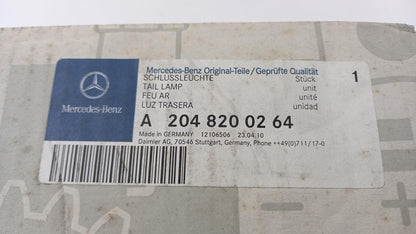 Mercedes-Benz Original-Teile/Geprüfte Qualität
SCHLUSSLEUCHTE Stück 1
TAIL LAMP unit
FEU AR unité
LUZ TRASERA unidad
Mercedes-Benz
A 204 820 02 64
Made in GERMANY 12106506 23.04.10
Daimler AG, 70546 Stuttgart, Germany, Phone ++49(0)711/17-0